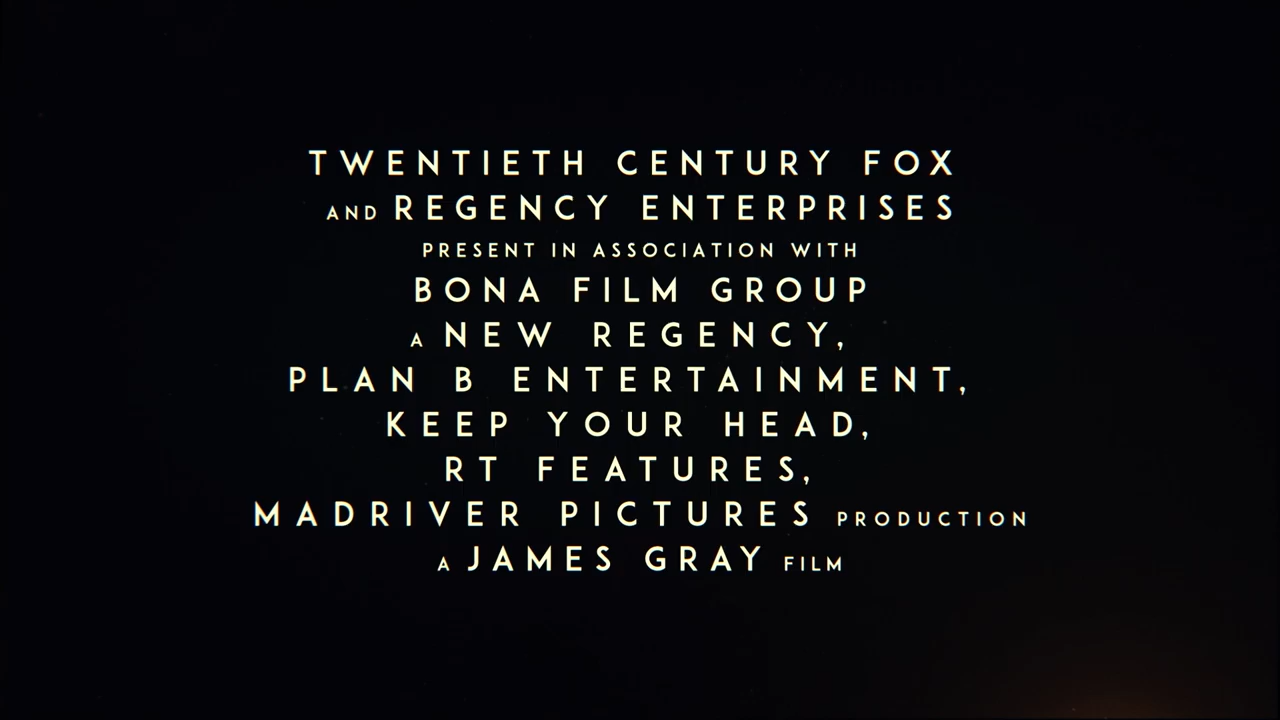 TWENTIETH CENTURY FOX
AND REGENCY ENTERPRISES
PRESENT IN ASSOCIATION WITH
BONA FILM GROUP
A NEW REGENCY,
PLAN B ENTERTAINMENT,
KEEP YOUR HEAD,
RT FEATURES,
MADRIVER PICTURES PRODUCTION
A JAMES GRAY FILM